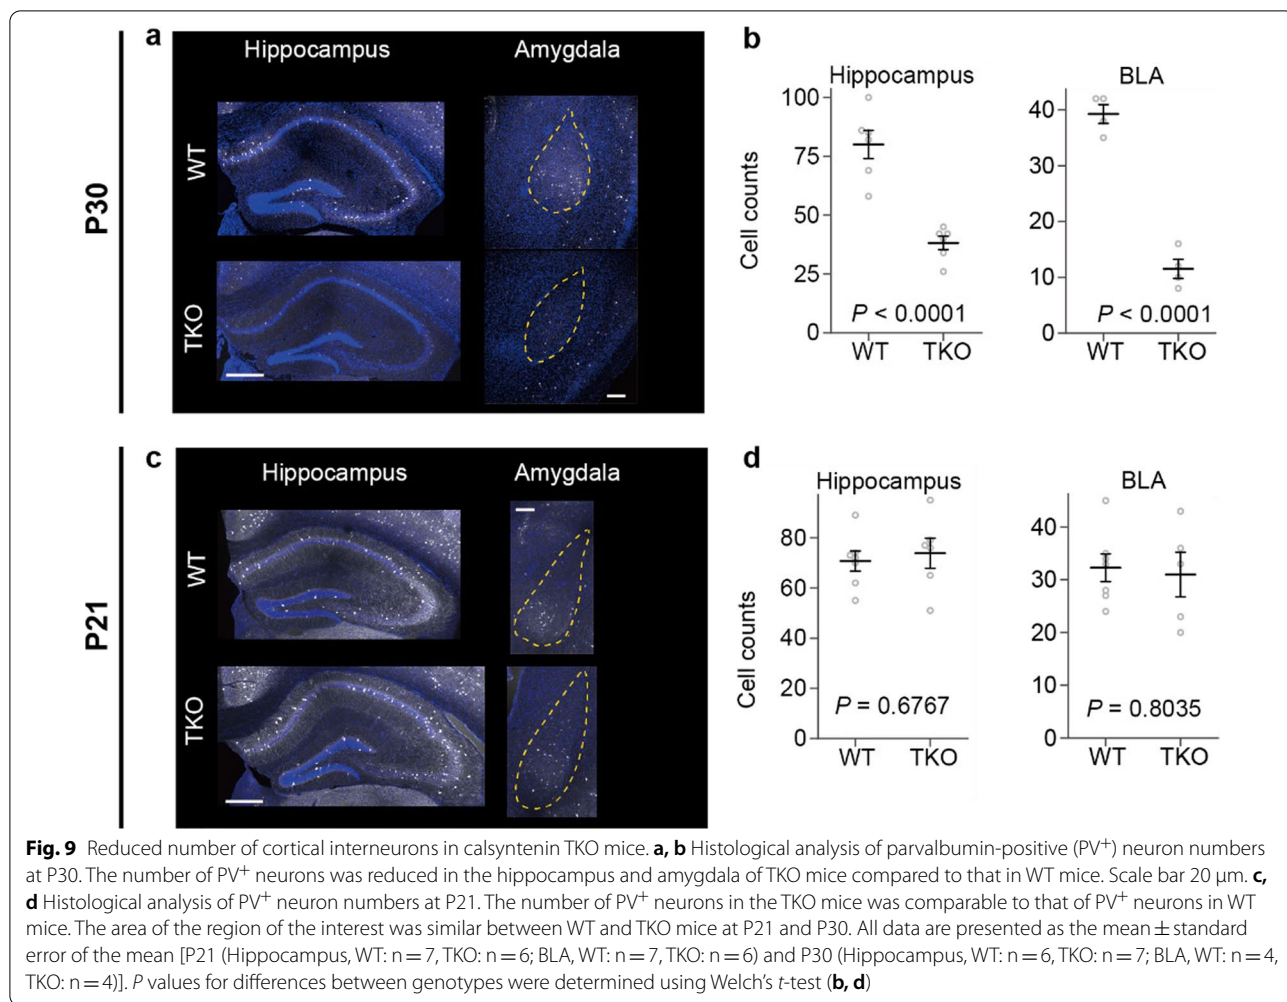 a
Hippocampus
Amygdala
P30
WT
TKO
b
Hippocampus
Cell counts
100
75
50
25
0
P < 0.0001
WT TKO
BLA
40
30
20
10
0
P < 0.0001
WT TKO
c
Hippocampus
Amygdala
P21
WT
TKO
d
Hippocampus
Cell counts
80
60
40
20
0
P = 0.6767
WT TKO
BLA
40
30
20
10
0
P = 0.8035
WT TKO
Fig. 9 Reduced number of cortical interneurons in calsyntenin TKO mice. a, b Histological analysis of parvalbumin-positive (PV⁺) neuron numbers
at P30. The number of PV⁺ neurons was reduced in the hippocampus and amygdala of TKO mice compared to that in WT mice. Scale bar 20 µm. c,
d Histological analysis of PV⁺ neuron numbers at P21. The number of PV⁺ neurons in the TKO mice was comparable to that of PV⁺ neurons in WT
mice. The area of the region of the interest was similar between WT and TKO mice at P21 and P30. All data are presented as the mean ± standard
error of the mean [P21 (Hippocampus, WT: n = 7, TKO: n = 6; BLA, WT: n = 7, TKO: n = 6) and P30 (Hippocampus, WT: n = 6, TKO: n = 7; BLA, WT: n = 4,
TKO: n = 4)]. P values for differences between genotypes were determined using Welch's t-test (b, d)